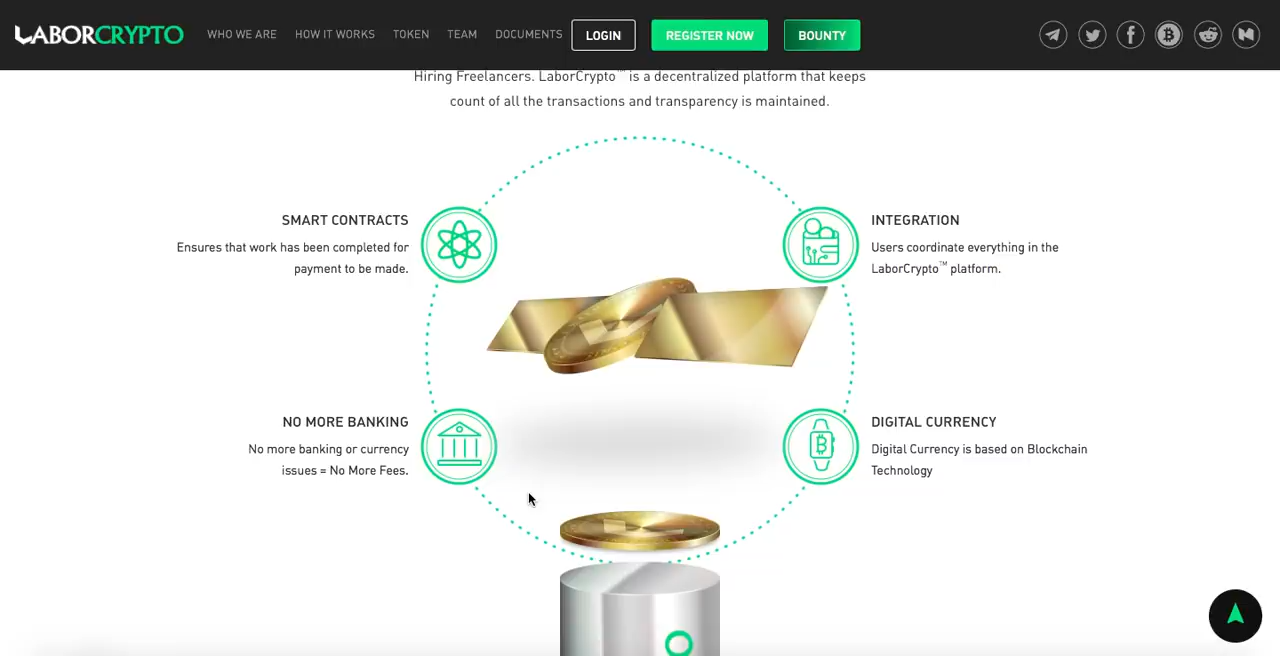 LABORCRYPTO WHO WE ARE HOW IT WORKS TOKEN TEAM DOCUMENTS LOGIN REGISTER NOW BOUNTY
Hiring Freelancers. LaborCrypto™ is a decentralized platform that keeps
count of all the transactions and transparency is maintained.
SMART CONTRACTS
Ensures that work has been completed for
payment to be made.
INTEGRATION
Users coordinate everything in the
LaborCrypto™ platform.
NO MORE BANKING
No more banking or currency
issues = No More Fees.
DIGITAL CURRENCY
Digital Currency is based on Blockchain
Technology